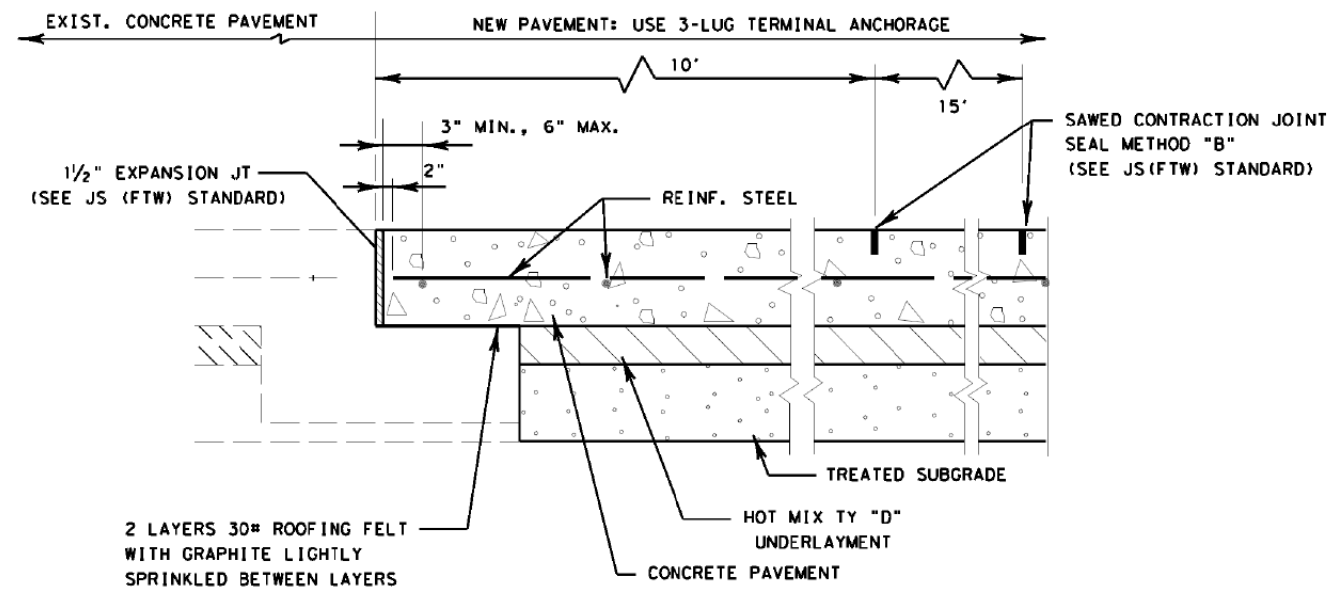 EXIST. CONCRETE PAVEMENT
NEW PAVEMENT: USE 3-LUG TERMINAL ANCHORAGE
10'
15'
3" MIN., 6" MAX.
2"
1½" EXPANSION JT
(SEE JS (FTW) STANDARD)
REINF. STEEL
SAWED CONTRACTION JOINT
SEAL METHOD "B"
(SEE JS(FTW) STANDARD)
TREATED SUBGRADE
HOT MIX TY "D"
UNDERLAYMENT
CONCRETE PAVEMENT
2 LAYERS 30# ROOFING FELT
WITH GRAPHITE LIGHTLY
SPRINKLED BETWEEN LAYERS